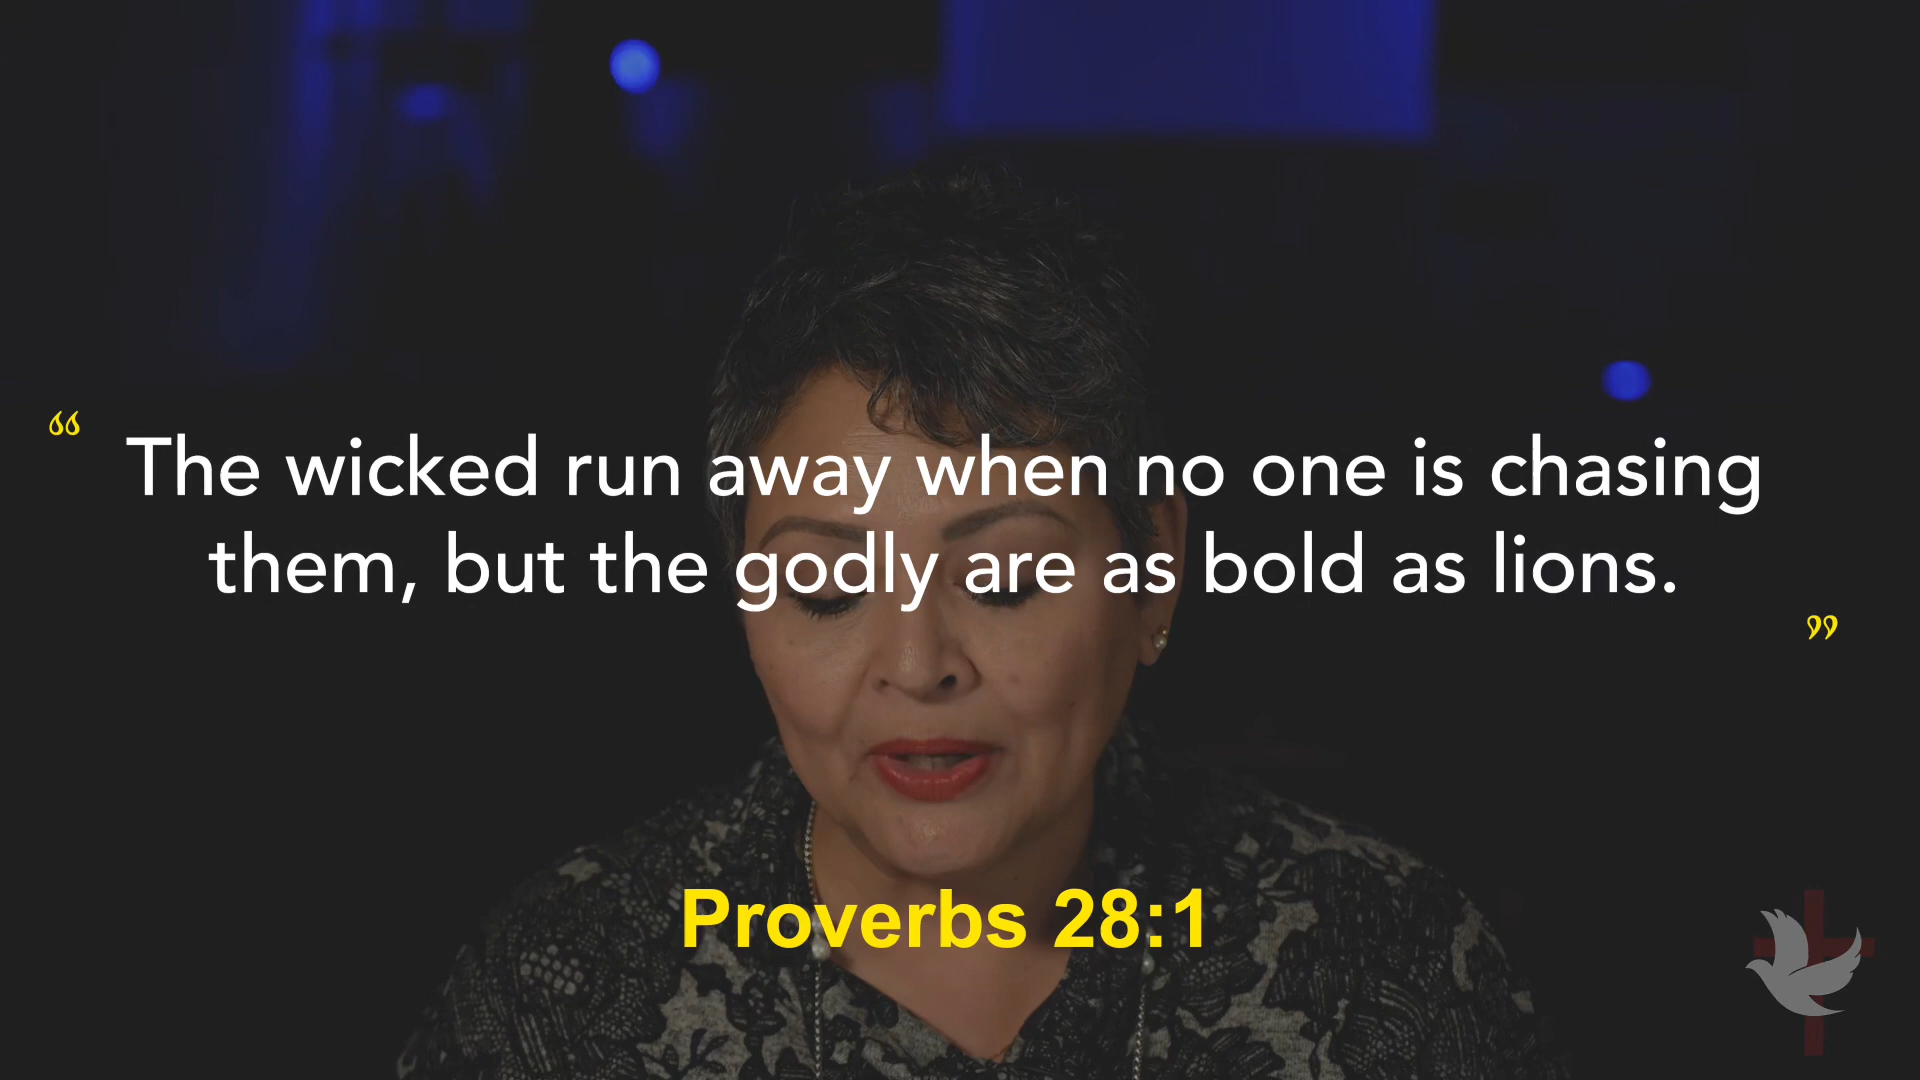 “ The wicked run away when no one is chasing
them, but the godly are as bold as lions. ”
Proverbs 28:1